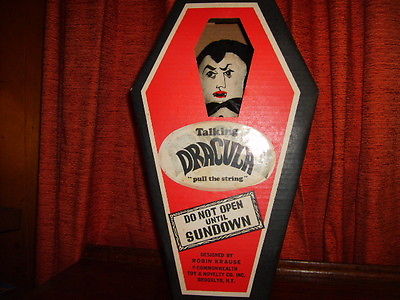 Talking
DRACULA
"pull the string"
DO NOT OPEN
UNTIL
SUNDOWN
DESIGNED BY
ROBIN KRAUSE
© COMMONWEALTH
TOY & NOVELTY CO., INC.
BROOKLYN, N.Y.